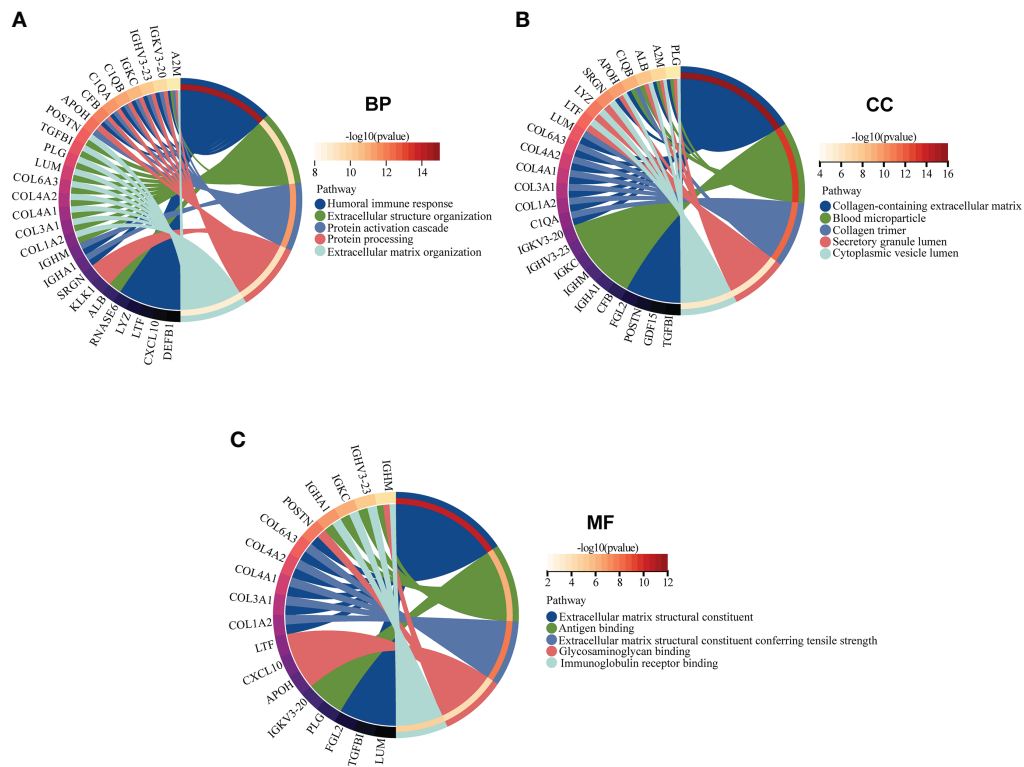 A
A2M
IGKV3-20
IGHV3-23
IGKC
C1QB
C1QA
CFB
APOH
POSTN
TGFBI
PLG
LUM
COL6A3
COL4A2
COL4A1
COL3A1
COL1A2
IGHM
IGHA1
SRGN
KLK1
ALB
RNASE6
LYZ
LTF
CXCL10
DEFB1
BP
-log10(pvalue)
8 10 12 14
Pathway
Humoral immune response
Extracellular structure organization
Protein activation cascade
Protein processing
Extracellular matrix organization
B
PLG
A2M
ALB
C1QB
APOH
SRGN
LYZ
LTF
LUM
COL6A3
COL4A2
COL4A1
COL3A1
COL1A2
C1QA
IGKV3-20
IGHV3-23
IGKC
IGHM
IGHA1
CFB
FGL2
POSTN
GDF15
TGFBI
CC
-log10(pvalue)
4 6 8 10 12 14 16
Pathway
Collagen-containing extracellular matrix
Blood microparticle
Collagen trimer
Secretory granule lumen
Cytoplasmic vesicle lumen
C
IGHM
IGHV3-23
IGKC
IGHA1
POSTN
COL6A3
COL4A2
COL4A1
COL3A1
COL1A2
LTF
CXCL10
APOH
IGKV3-20
PLG
FGL2
TGFBI
LUM
MF
-log10(pvalue)
2 4 6 8 10 12
Pathway
Extracellular matrix structural constituent
Antigen binding
Extracellular matrix structural constituent conferring tensile strength
Glycosaminoglycan binding
Immunoglobulin receptor binding